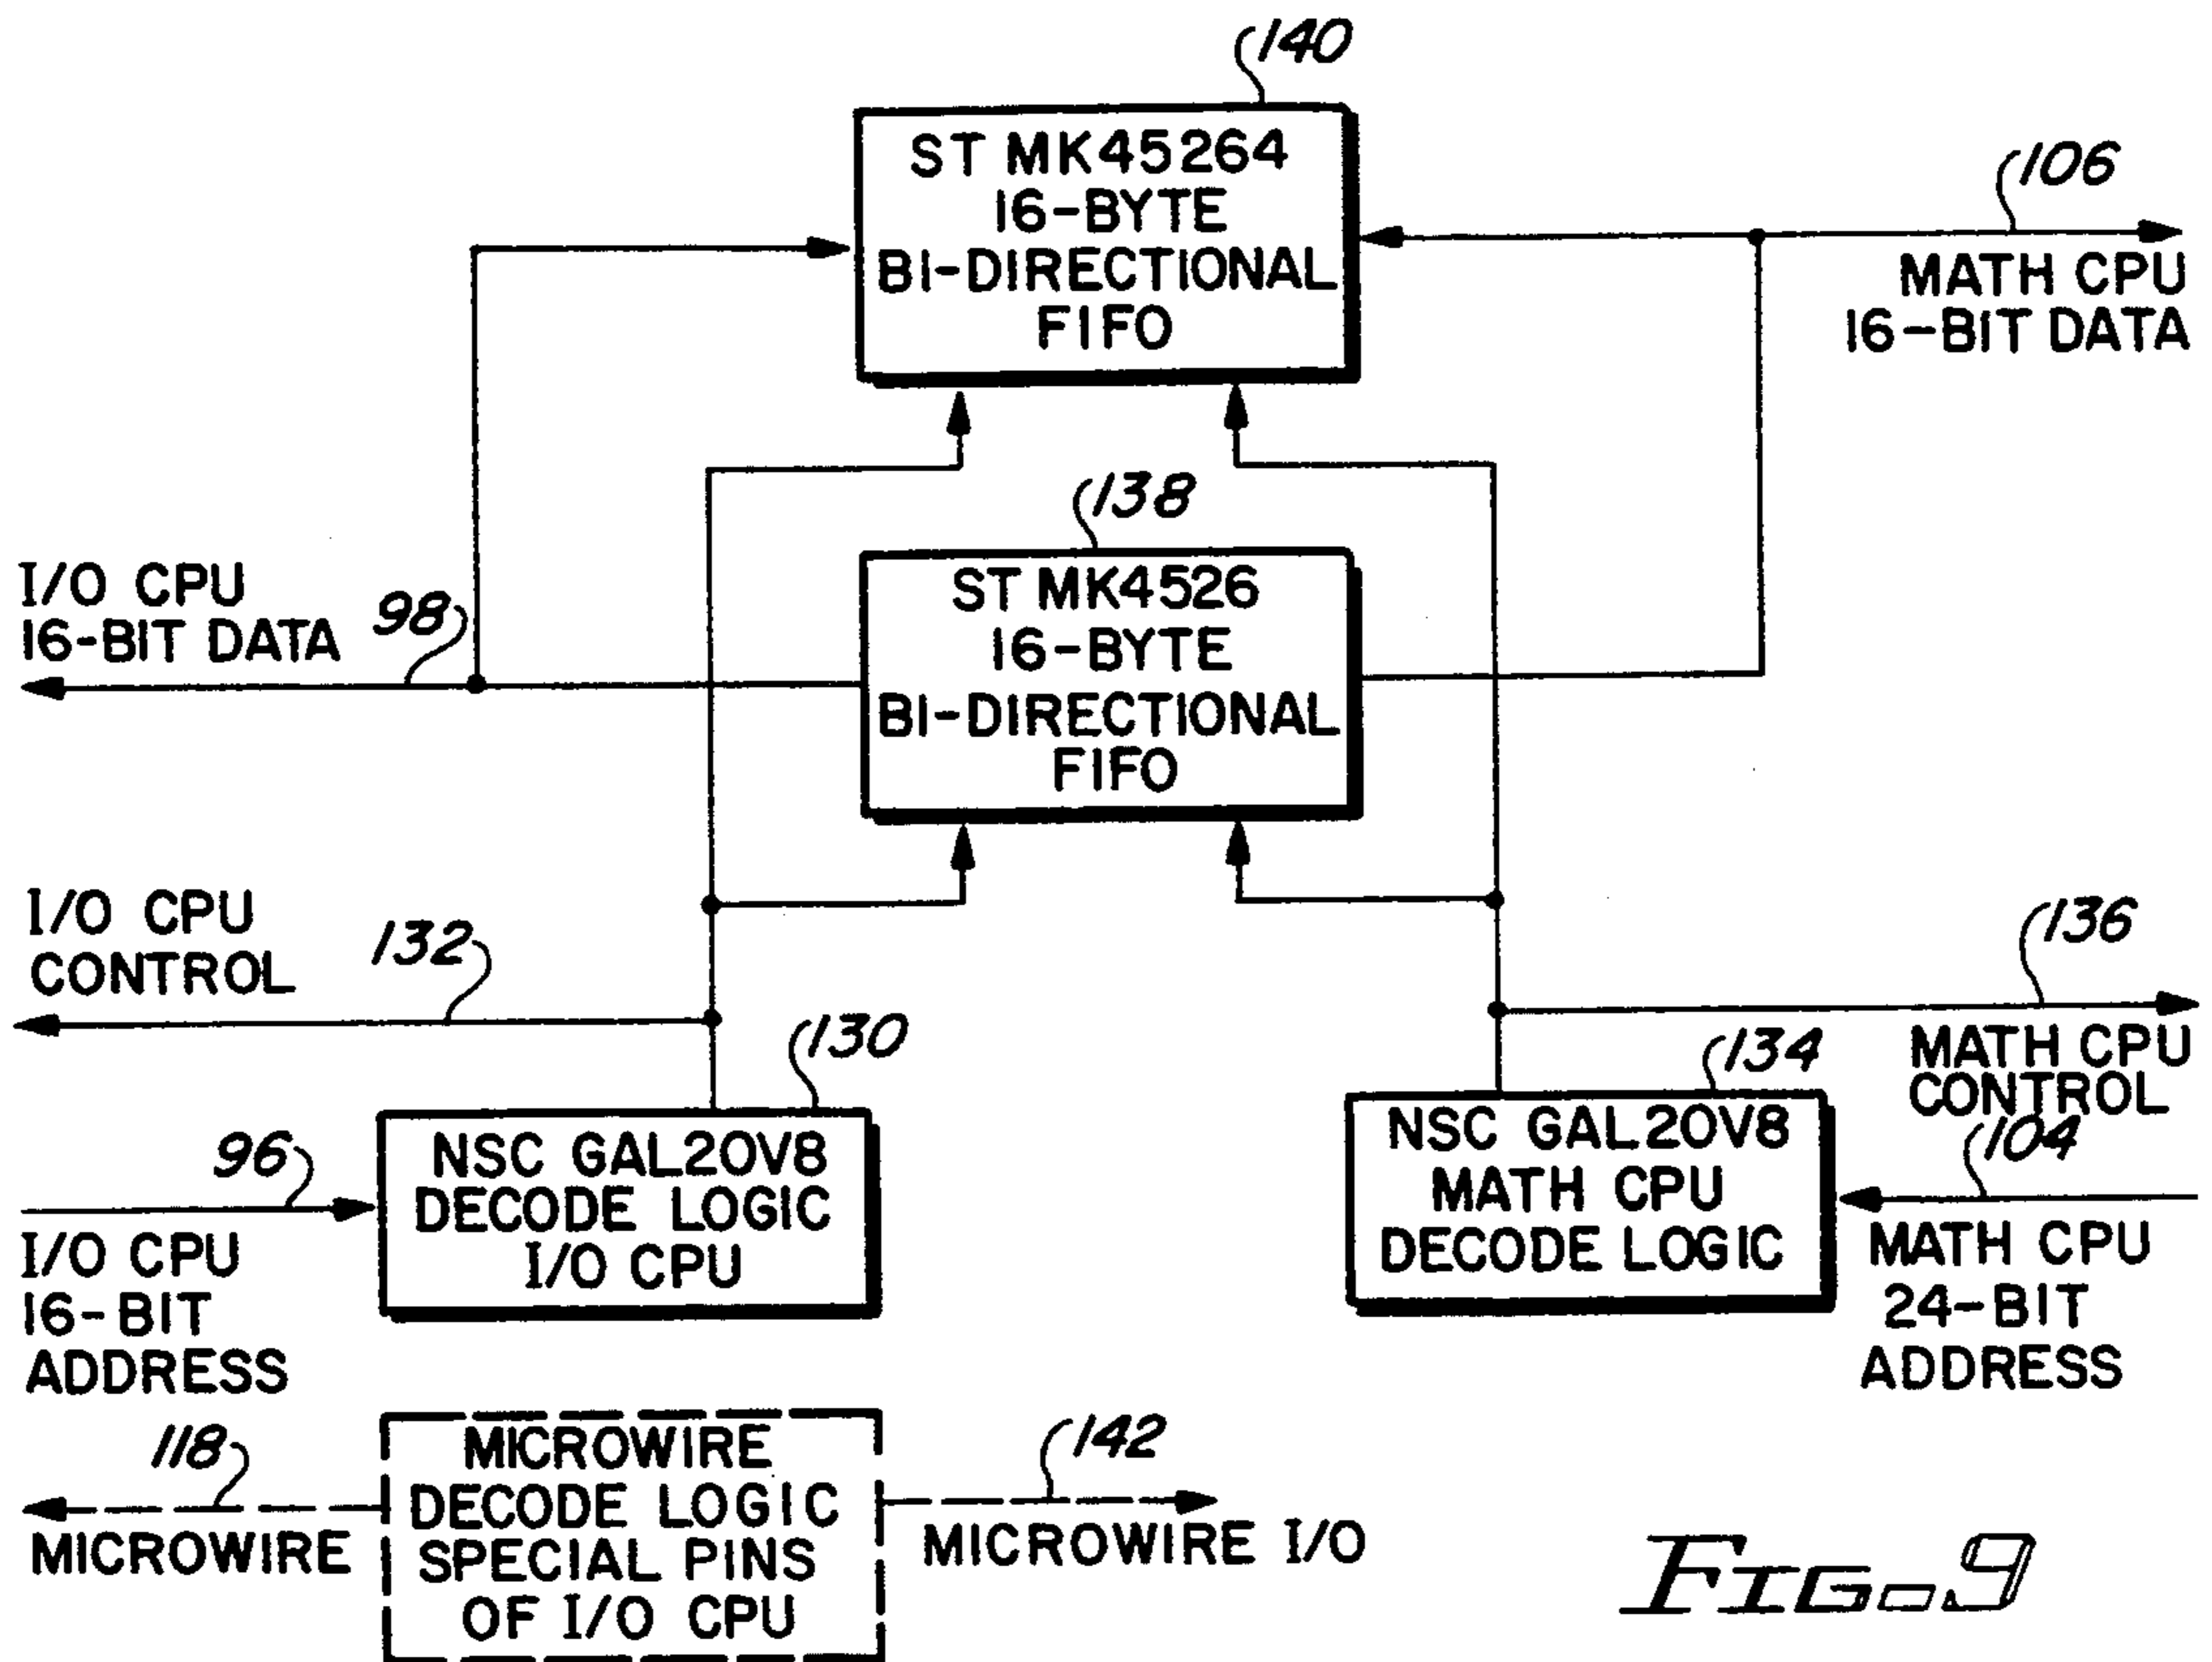 140
ST MK45264
16-BYTE
BI-DIRECTIONAL
FIFO
106
MATH CPU
16-BIT DATA
138
ST MK4526
16-BYTE
BI-DIRECTIONAL
FIFO
I/O CPU
16-BIT DATA
98
I/O CPU
CONTROL
132
136
MATH CPU
CONTROL
130
NSC GAL20V8
DECODE LOGIC
I/O CPU
134
NSC GAL20V8
MATH CPU
DECODE LOGIC
96
I/O CPU
16-BIT
ADDRESS
104
MATH CPU
24-BIT
ADDRESS
118
MICROWIRE
MICROWIRE
DECODE LOGIC
SPECIAL PINS
OF I/O CPU
142
MICROWIRE I/O
FIG. 9